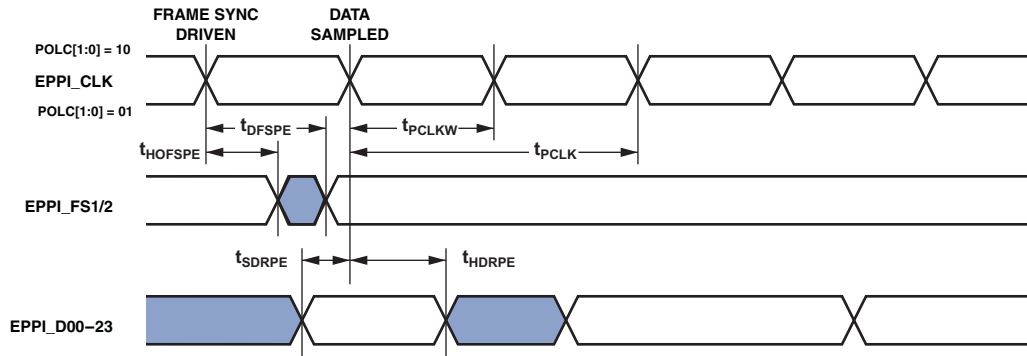 FRAME SYNC
DRIVEN
DATA
SAMPLED
POLC[1:0] = 10
EPPI_CLK
POLC[1:0] = 01
tDFSPE
tPCLKW
tHOFSPE
tPCLK
EPPI_FS1/2
tSDRPE
tHDRPE
EPPI_D00–23